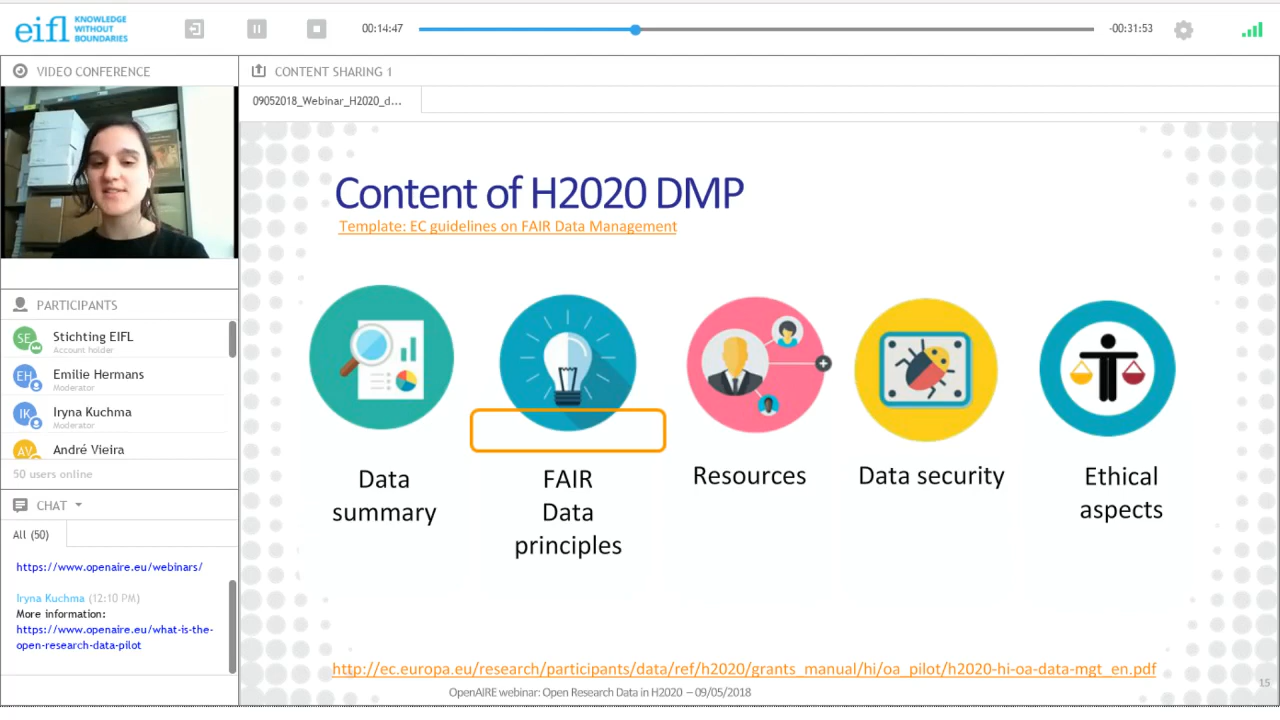 eifl KNOWLEDGE
WITHOUT
BOUNDARIES
00:14:47
-00:31:53
VIDEO CONFERENCE
CONTENT SHARING 1
09052018_Webinar_H2020_d...
Content of H2020 DMP
Template: EC guidelines on FAIR Data Management
Data
summary
FAIR
Data
principles
Resources
Data security
Ethical
aspects
http://ec.europa.eu/research/participants/data/ref/h2020/grants_manual/hi/oa_pilot/h2020-hi-oa-data-mgt_en.pdf
OpenAIRE webinar: Open Research Data in H2020 – 09/05/2018
15
PARTICIPANTS
SE Stichting EIFL
Account holder
EH Emilie Hermans
Moderator
IK Iryna Kuchma
Moderator
AV André Vieira
50 users online
CHAT
All (50)
https://www.openaire.eu/webinars/
Iryna Kuchma (12:10 PM)
More information:
https://www.openaire.eu/what-is-the-
open-research-data-pilot